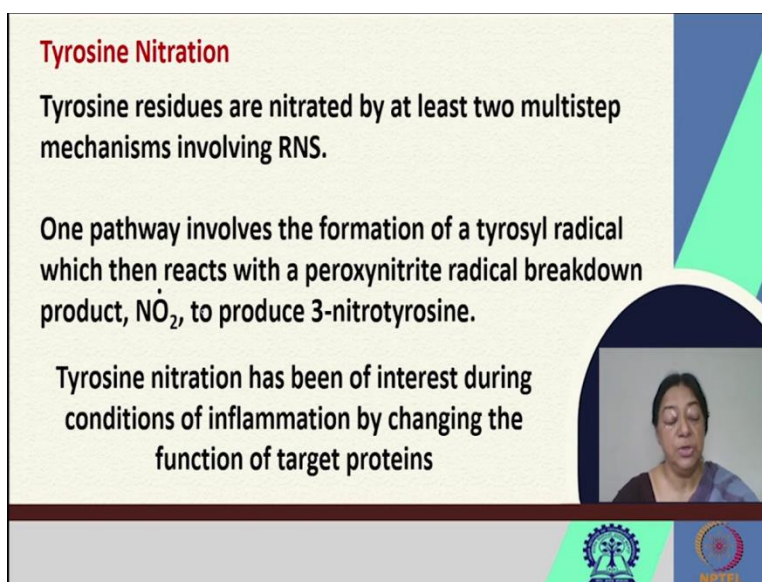 Tyrosine Nitration
Tyrosine residues are nitrated by at least two multistep
mechanisms involving RNS.
One pathway involves the formation of a tyrosyl radical
which then reacts with a peroxynitrite radical breakdown
product, NȮ₂, to produce 3-nitrotyrosine.
Tyrosine nitration has been of interest during
conditions of inflammation by changing the
function of target proteins
NPTEL